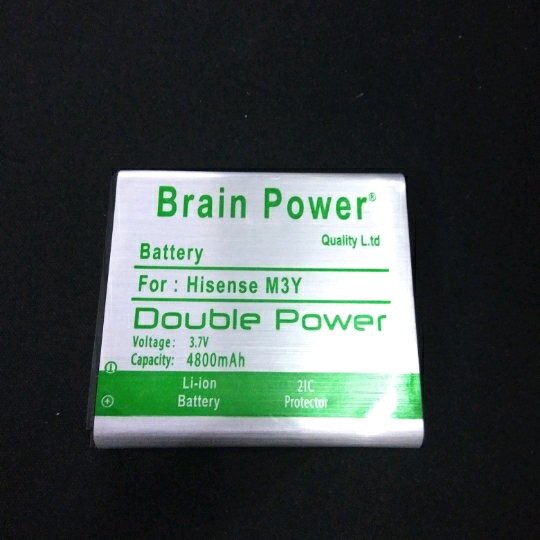 Brain Power®
Quality L.td
Battery
For : Hisense M3Y
Double Power
Voltage: 3.7V
Capacity: 4800mAh
Li-ion 2IC
Battery Protector